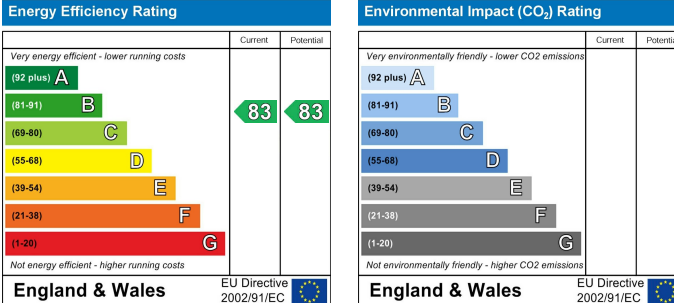 Energy Efficiency Rating
Current Potential
Very energy efficient - lower running costs
(92 plus) A
(81-91) B
83 83
(69-80) C
(55-68) D
(39-54) E
(21-38) F
(1-20) G
Not energy efficient - higher running costs
England & Wales
EU Directive
2002/91/EC
Environmental Impact (CO₂) Rating
Current Potentia
Very environmentally friendly - lower CO2 emissions
(92 plus) A
(81-91) B
(69-80) C
(55-68) D
(39-54) E
(21-38) F
(1-20) G
Not environmentally friendly - higher CO2 emissions
England & Wales
EU Directive
2002/91/EC